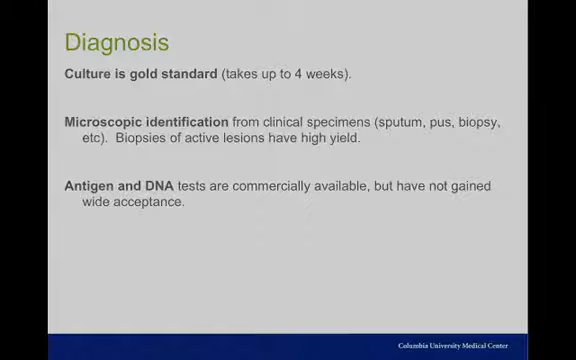 Diagnosis
Culture is gold standard (takes up to 4 weeks).
Microscopic identification from clinical specimens (sputum, pus, biopsy,
etc).  Biopsies of active lesions have high yield.
Antigen and DNA tests are commercially available, but have not gained
wide acceptance.
Columbia University Medical Center